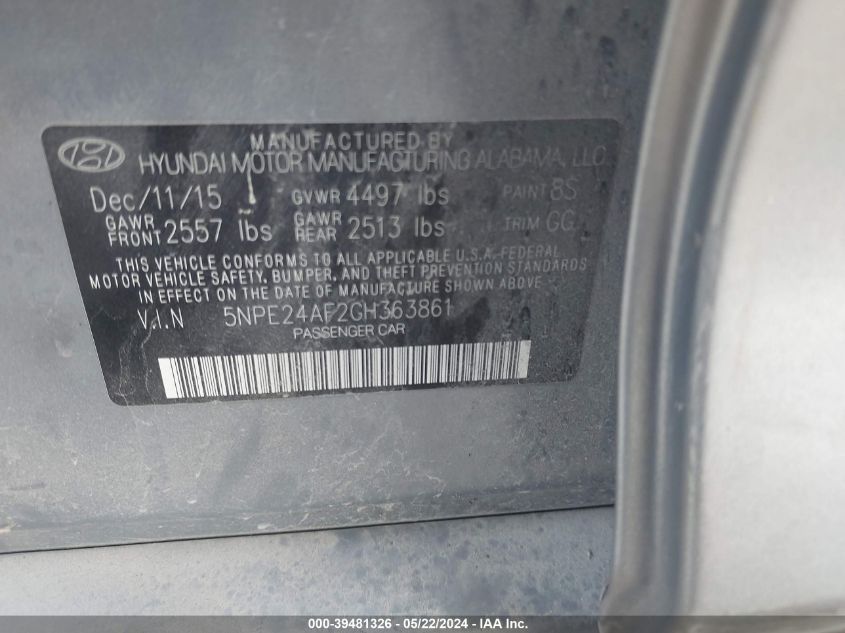 MANUFACTURED BY
HYUNDAI MOTOR MANUFACTURING ALABAMA, LLC
Dec/11/15 GVWR 4497 lbs PAINT 8S
GAWR FRONT 2557 lbs GAWR REAR 2513 lbs TRIM GG
THIS VEHICLE CONFORMS TO ALL APPLICABLE U.S.A. FEDERAL
MOTOR VEHICLE SAFETY, BUMPER, AND THEFT PREVENTION STANDARDS
IN EFFECT ON THE DATE OF MANUFACTURE SHOWN ABOVE.
V.I.N 5NPE24AF2GH363861
PASSENGER CAR
000-39481326 - 05/22/2024 - IAA Inc.